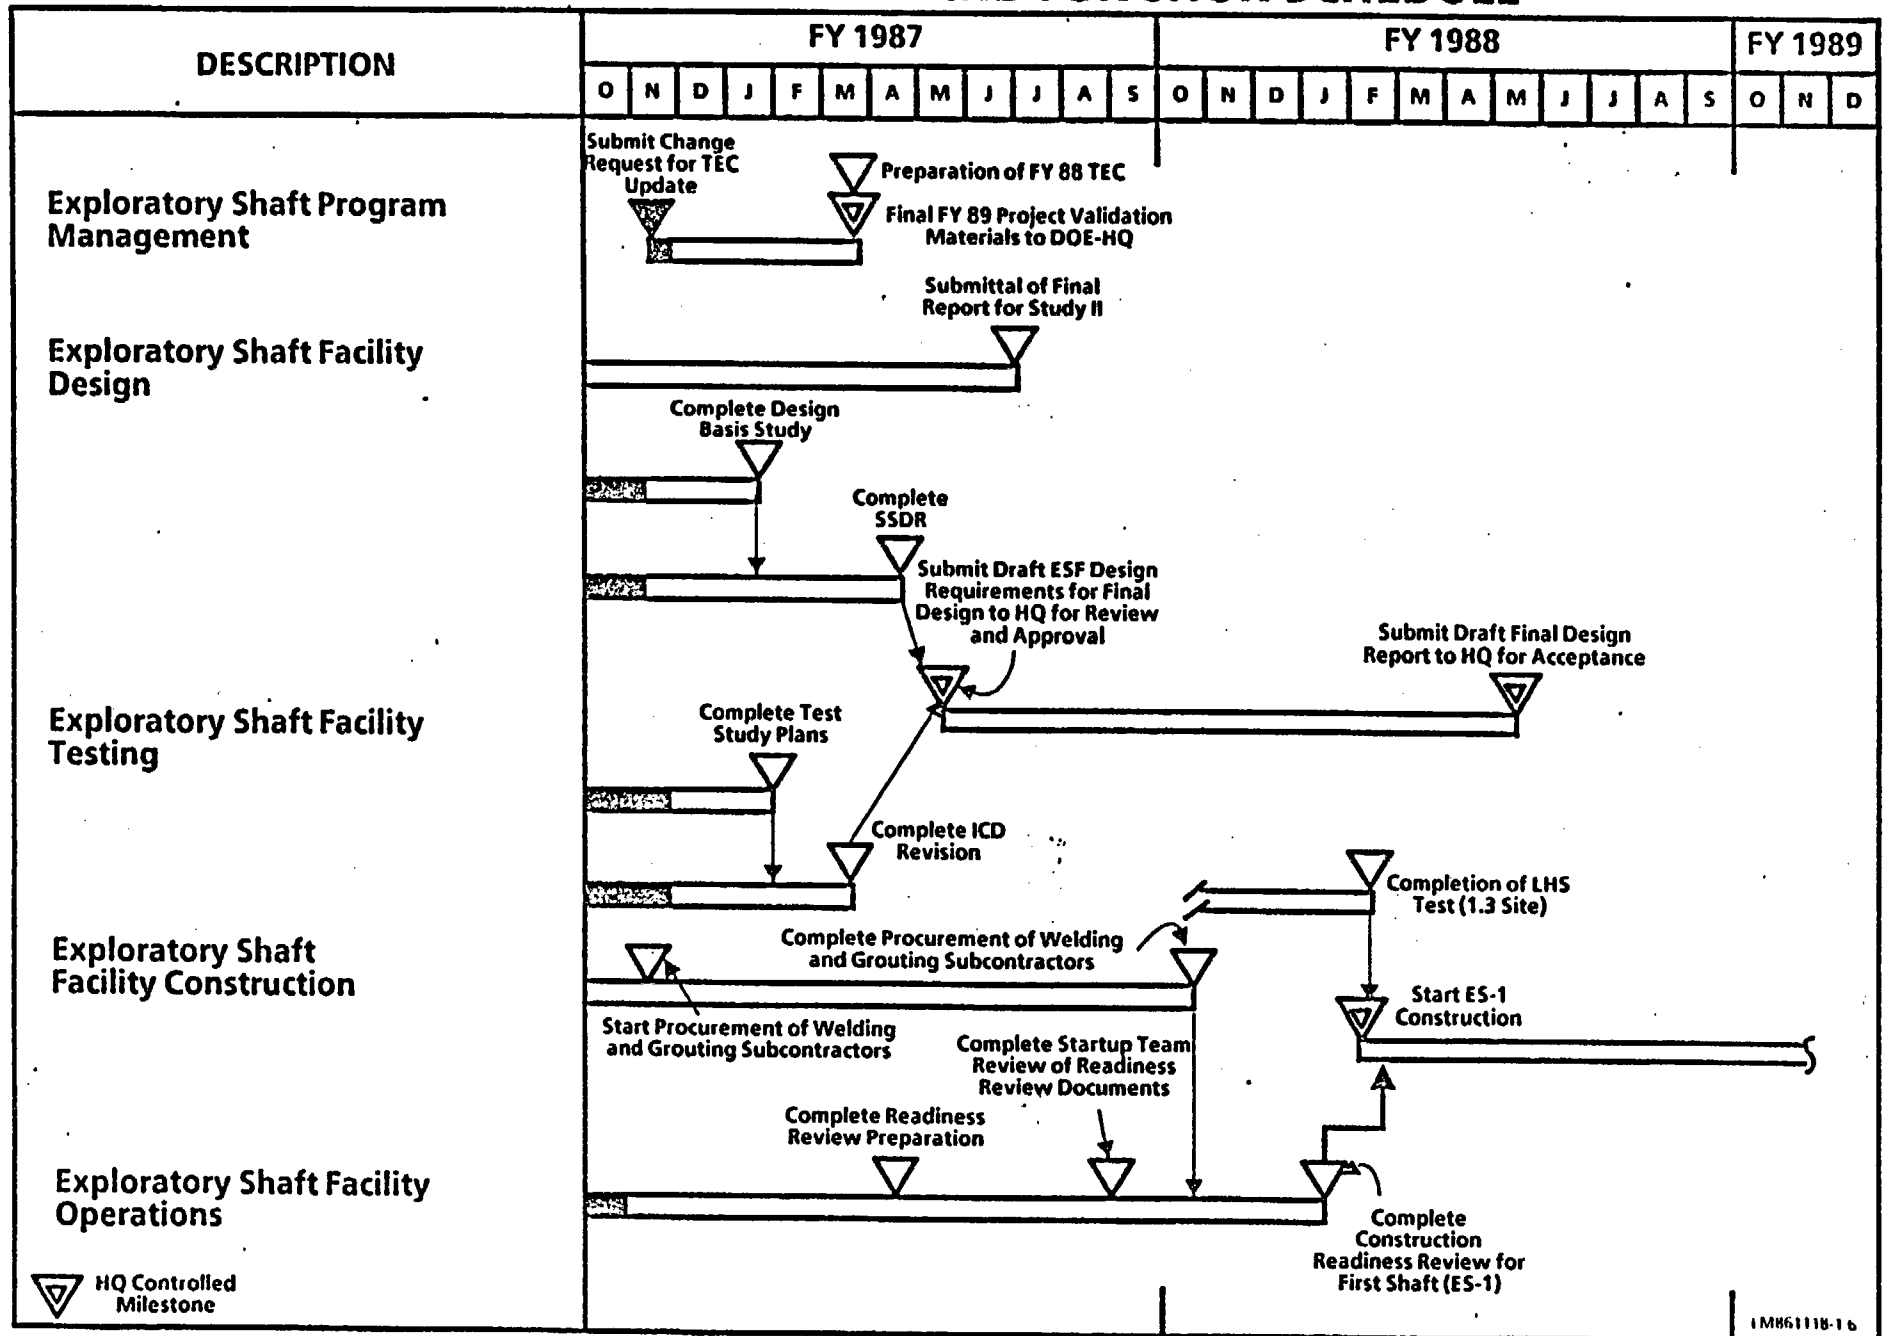 SCHEDULE
DESCRIPTION
FY 1987
FY 1988
FY 1989
O N D J F M A M J J A S O N D J F M A M J J A S O N D
Exploratory Shaft Program
Management
Submit Change
Request for TEC
Update
Preparation of FY 88 TEC
Final FY 89 Project Validation
Materials to DOE-HQ
Exploratory Shaft Facility
Design
Submittal of Final
Report for Study II
Complete Design
Basis Study
Complete
SSDR
Submit Draft ESF Design
Requirements for Final
Design to HQ for Review
and Approval
Submit Draft Final Design
Report to HQ for Acceptance
Exploratory Shaft Facility
Testing
Complete Test
Study Plans
Complete ICD
Revision
Completion of LHS
Test (1.3 Site)
Exploratory Shaft
Facility Construction
Complete Procurement of Welding
and Grouting Subcontractors
Start Procurement of Welding
and Grouting Subcontractors
Start ES-1
Construction
Complete Startup Team
Review of Readiness
Review Documents
Complete Readiness
Review Preparation
Exploratory Shaft Facility
Operations
Complete
Construction
Readiness Review for
First Shaft (ES-1)
HQ Controlled
Milestone